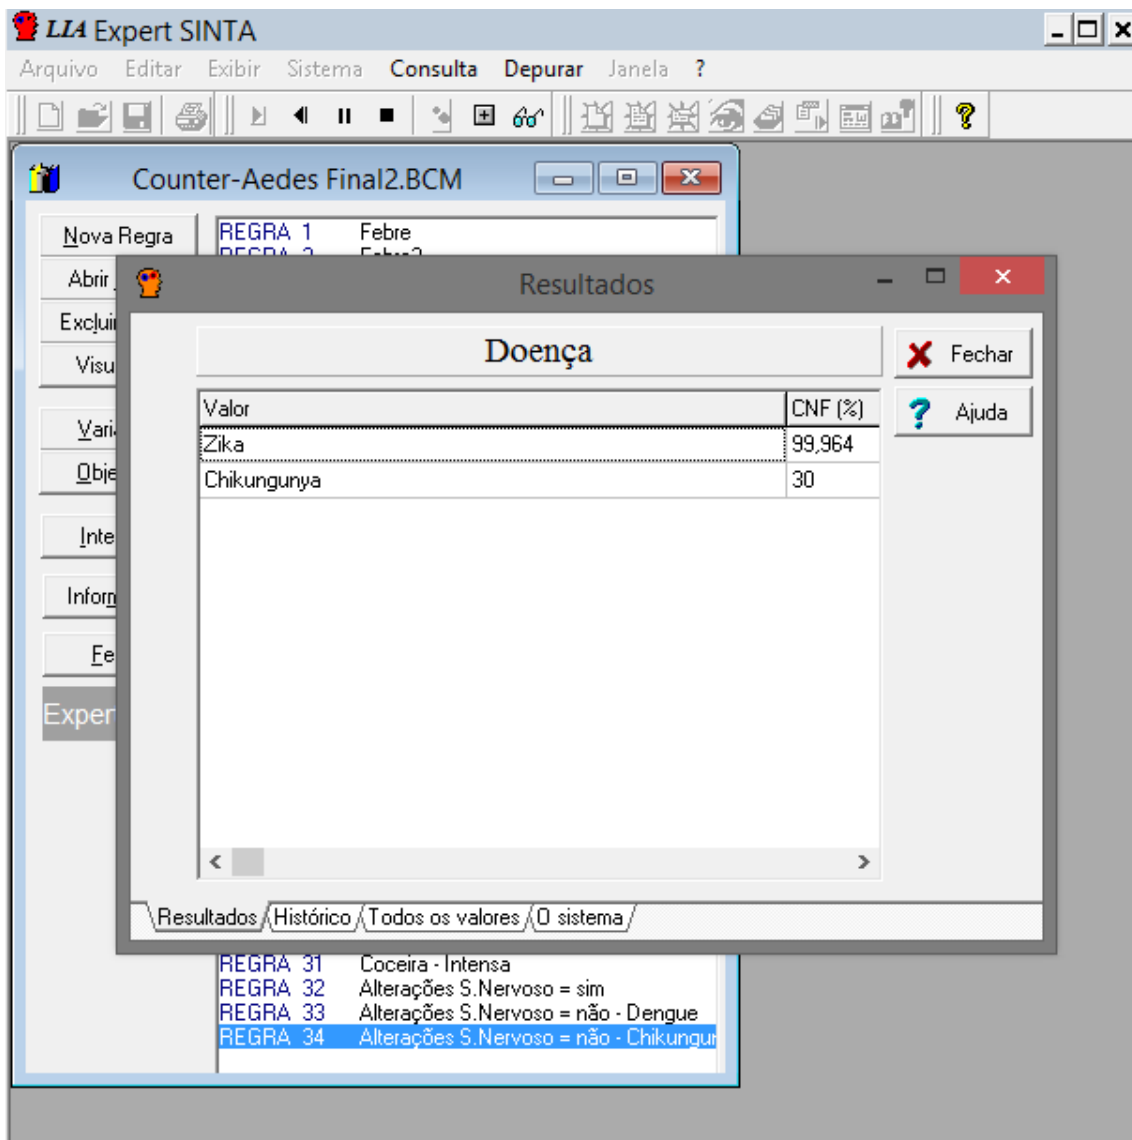 LIA Expert SINTA
Arquivo Editar Exibir Sistema Consulta Depurar Janela ?
Counter-Aedes Final2.BCM
Nova Regra
REGRA 1 Febre
Abrir
Resultados
Doença
Fechar
Valor CNF (%)
Ajuda
Zika 99,964
Chikungunya 30
Resultados Histórico Todos os valores O sistema
REGRA 31 Coceira - Intensa
REGRA 32 Alterações S.Nervoso = sim
REGRA 33 Alterações S.Nervoso = não - Dengue
REGRA 34 Alterações S.Nervoso = não - Chikungur